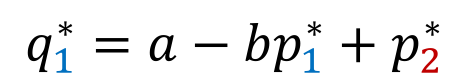 q₁* = a − bp₁* + p₂*